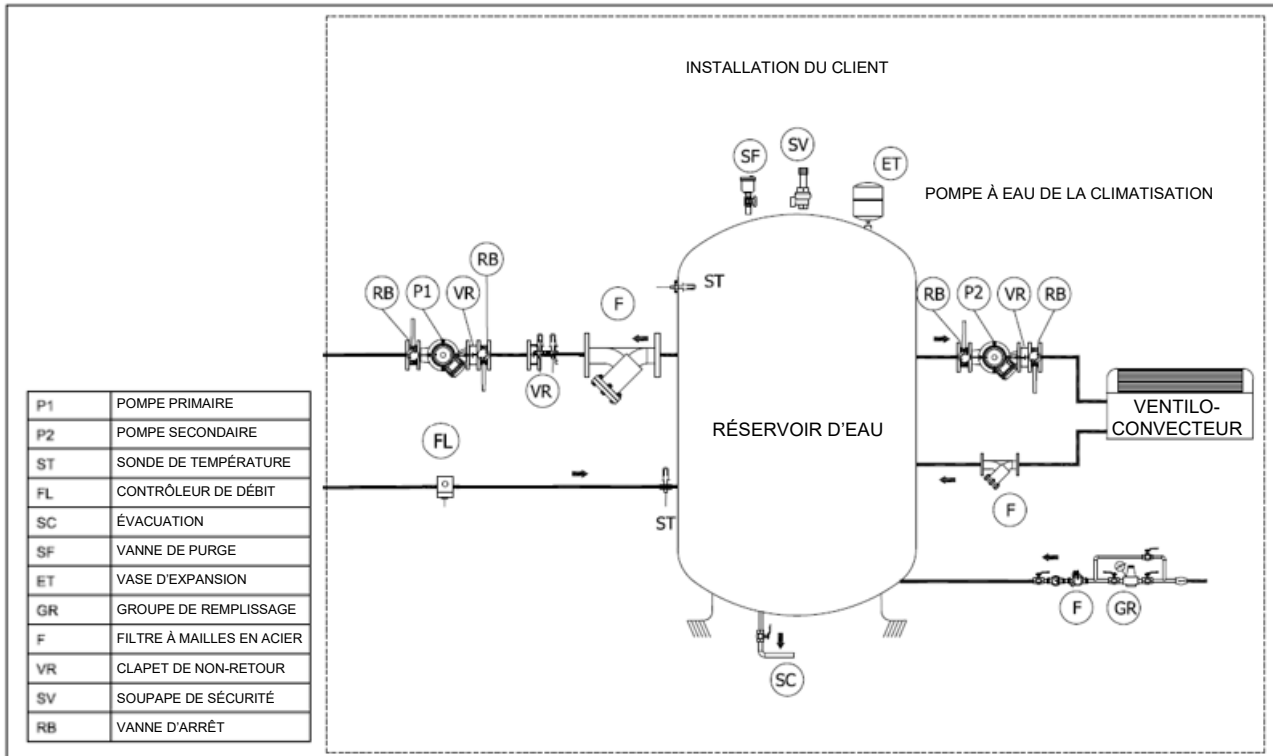 INSTALLATION DU CLIENT
SF
SV
ET
POMPE À EAU DE LA CLIMATISATION
RB
P1
VR
RB
F
ST
RB
P2
VR
RB
VR
VENTILO-
CONVECTEUR
RÉSERVOIR D'EAU
FL
ST
F
F
GR
SC
P1 POMPE PRIMAIRE
P2 POMPE SECONDAIRE
ST SONDE DE TEMPÉRATURE
FL CONTRÔLEUR DE DÉBIT
SC ÉVACUATION
SF VANNE DE PURGE
ET VASE D'EXPANSION
GR GROUPE DE REMPLISSAGE
F FILTRE À MAILLES EN ACIER
VR CLAPET DE NON-RETOUR
SV SOUPAPE DE SÉCURITÉ
RB VANNE D'ARRÊT